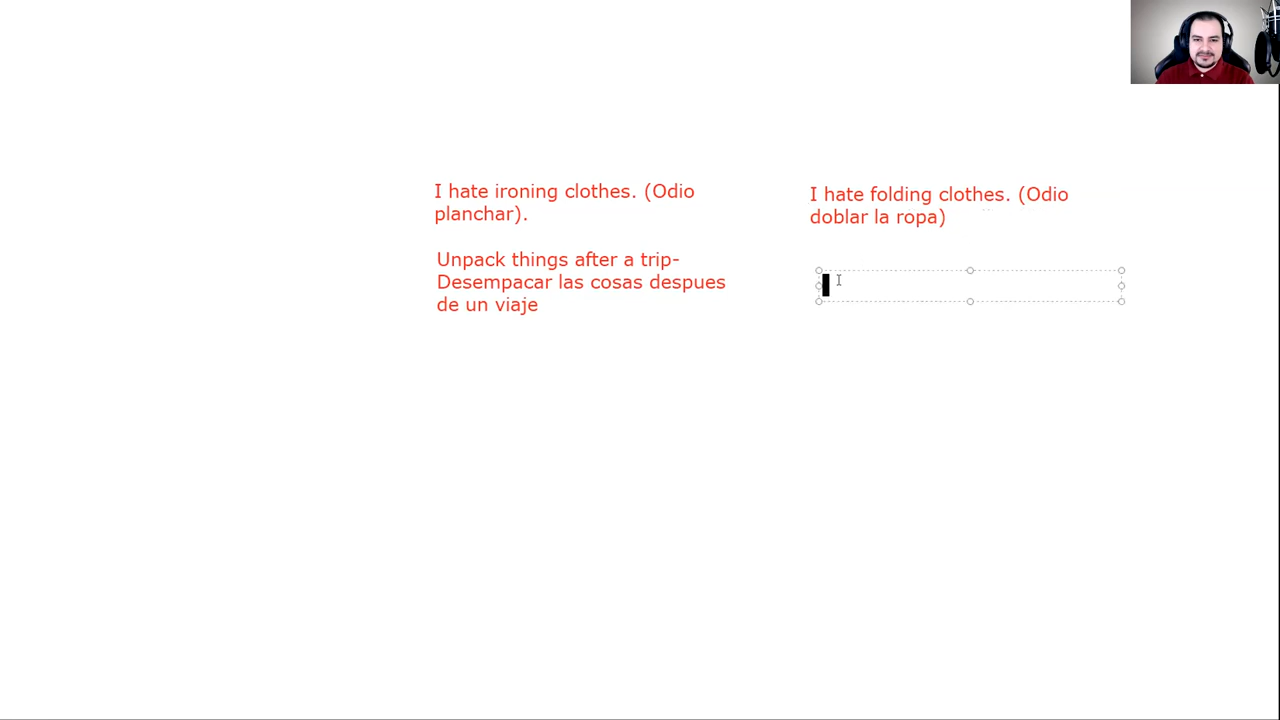 I hate ironing clothes. (Odio
planchar).
Unpack things after a trip-
Desempacar las cosas despues
de un viaje
I hate folding clothes. (Odio
doblar la ropa)